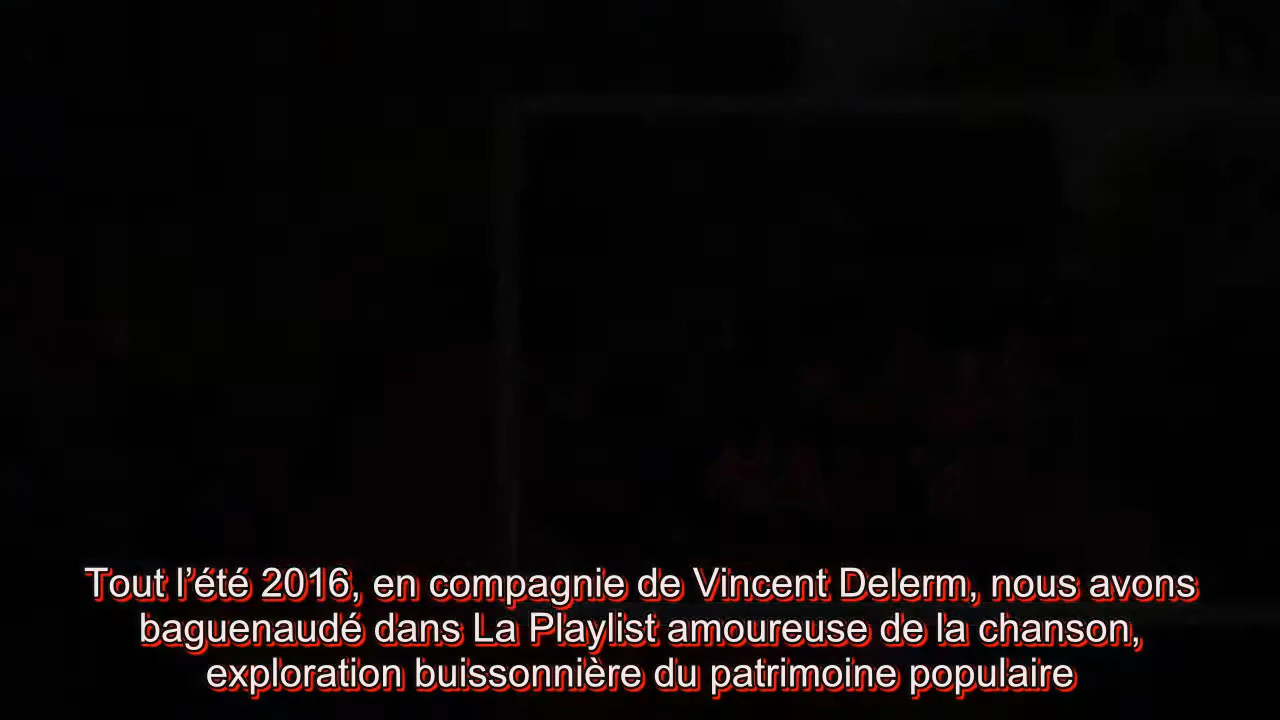 Tout l’été 2016, en compagnie de Vincent Delerm, nous avons
baguenaudé dans La Playlist amoureuse de la chanson,
exploration buissonnière du patrimoine populaire